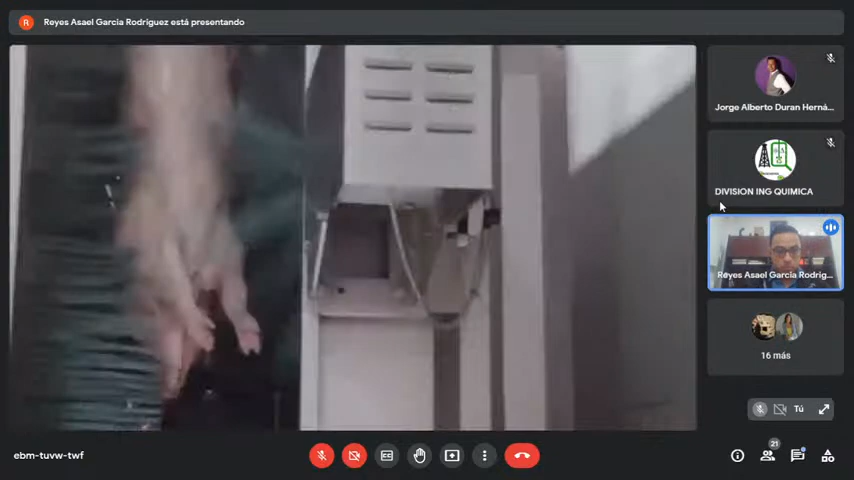 R
Reyes Asael Garcia Rodriguez está presentando
Jorge Alberto Duran Herná...
DIVISION ING QUIMICA
Reyes Asael Garcia Rodrig...
16 más
Tú
ebm-tuvw-twf
CC
21